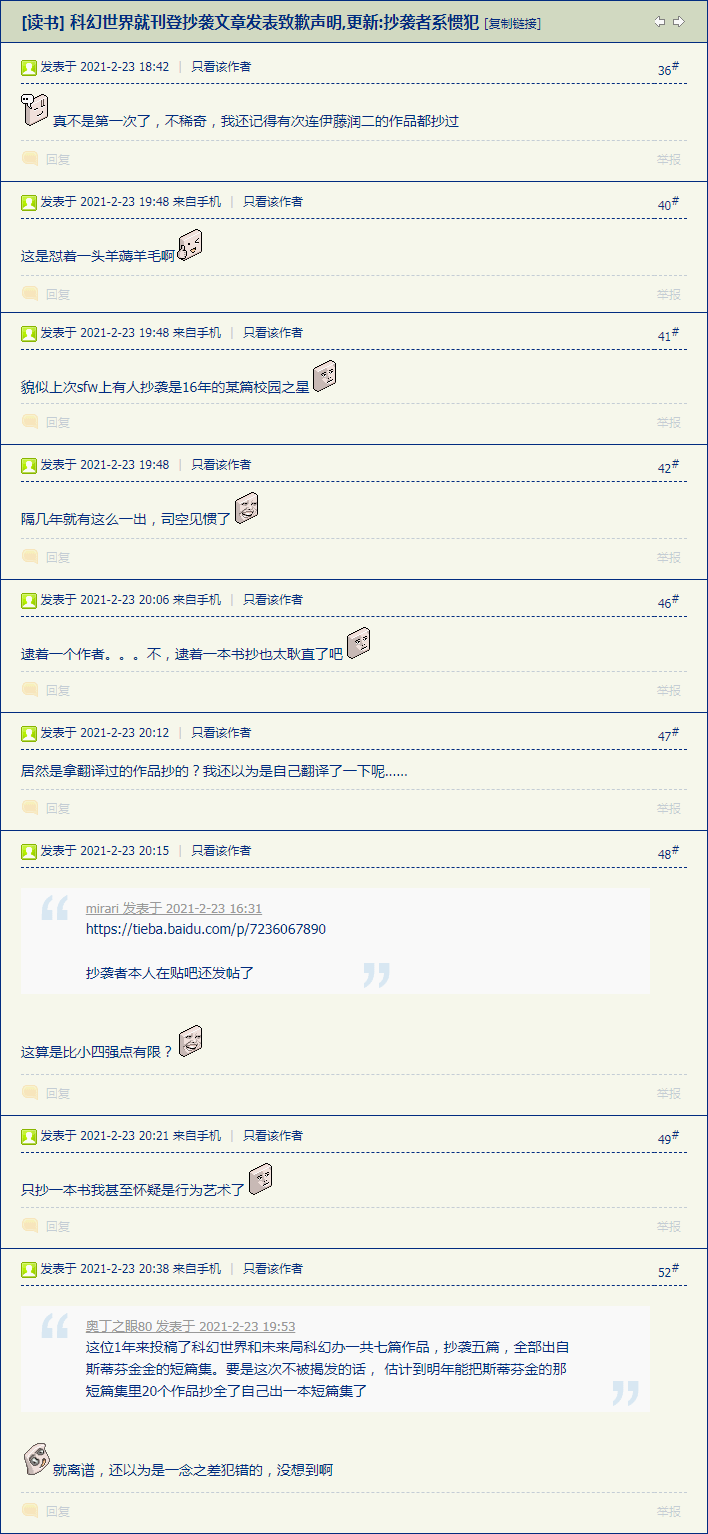 [读书] 科幻世界就刊登抄袭文章发表致歉声明,更新:抄袭者系惯犯 [复制链接]
发表于 2021-2-23 18:42 | 只看该作者 36#
真不是第一次了，不稀奇，我还记得有次连伊藤润二的作品都抄过
回复 举报
发表于 2021-2-23 19:48 来自手机 | 只看该作者 40#
这是怼着一头羊薅羊毛啊
回复 举报
发表于 2021-2-23 19:48 来自手机 | 只看该作者 41#
貌似上次sfw上有人抄袭是16年的某篇校园之星
回复 举报
发表于 2021-2-23 19:48 | 只看该作者 42#
隔几年就有这么一出，司空见惯了
回复 举报
发表于 2021-2-23 20:06 来自手机 | 只看该作者 46#
逮着一个作者。。。不，逮着一本书抄也太耿直了吧
回复 举报
发表于 2021-2-23 20:12 | 只看该作者 47#
居然是拿翻译过的作品抄的？我还以为是自己翻译了一下呢……
回复 举报
发表于 2021-2-23 20:15 | 只看该作者 48#
mirari 发表于 2021-2-23 16:31
https://tieba.baidu.com/p/7236067890
抄袭者本人在贴吧还发帖了
这算是比小四强点有限？
回复 举报
发表于 2021-2-23 20:21 来自手机 | 只看该作者 49#
只抄一本书我甚至怀疑是行为艺术了
回复 举报
发表于 2021-2-23 20:38 来自手机 | 只看该作者 52#
奥丁之眼80 发表于 2021-2-23 19:53
这位1年来投稿了科幻世界和未来局科幻办一共七篇作品，抄袭五篇，全部出自
斯蒂芬金金的短篇集。要是这次不被揭发的话， 估计到明年能把斯蒂芬金的那
短篇集里20个作品抄全了自己出一本短篇集了
就离谱，还以为是一念之差犯错的，没想到啊
回复 举报